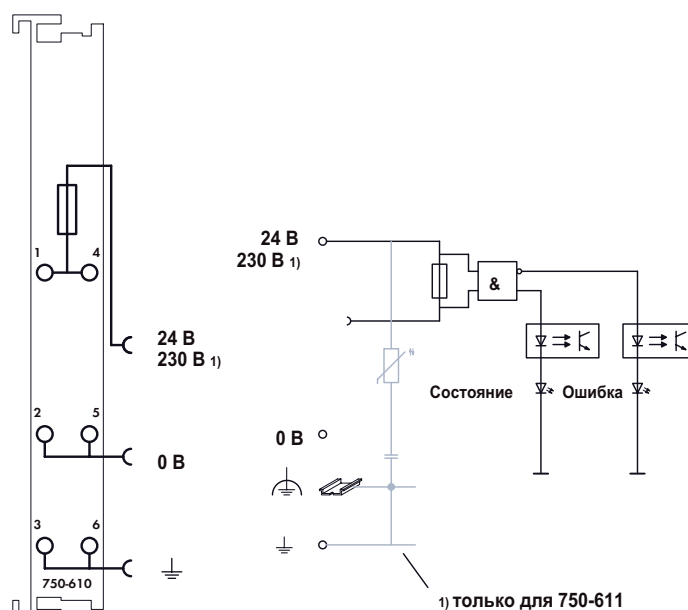 1 4
24 В
230 В 1)
2 5
0 В
3 6
750-610
24 В
230 В 1)
&
Состояние Ошибка
0 В
1) только для 750-611